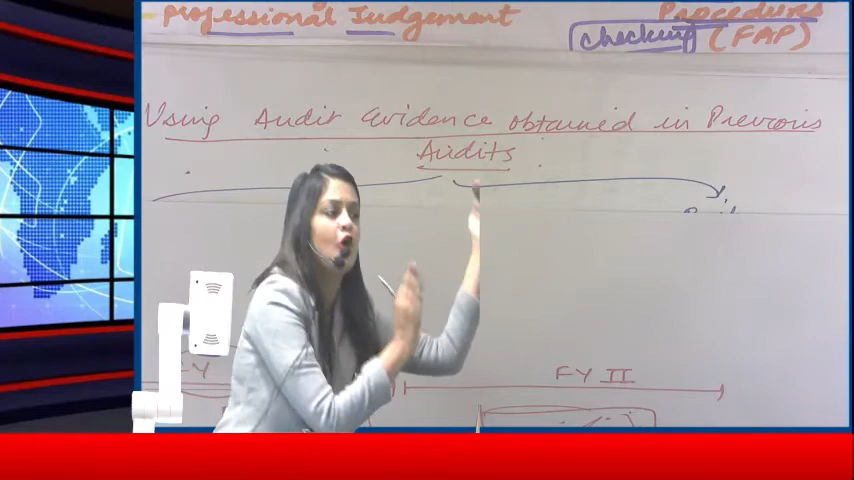 Professional Judgement
Procedures
checking (FAP)
Using Audit Evidence obtained in Previous
Audits
FY II